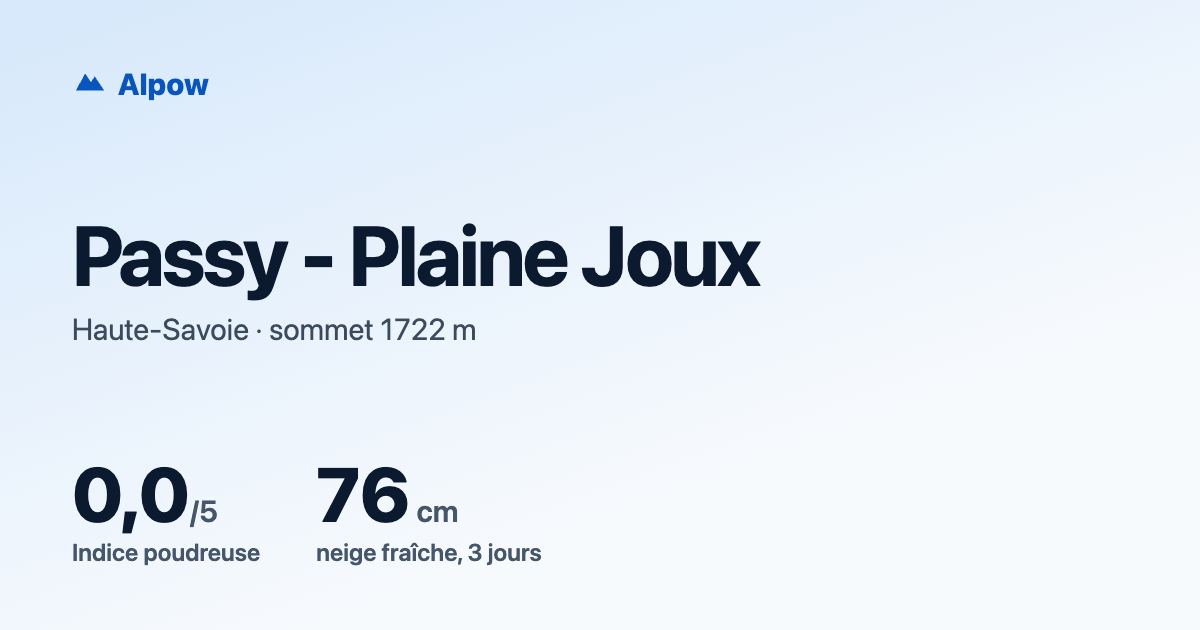 Alpow
Passy - Plaine Joux
Haute-Savoie · sommet 1722 m
0,0/5 76 cm
Indice poudreuse neige fraîche, 3 jours